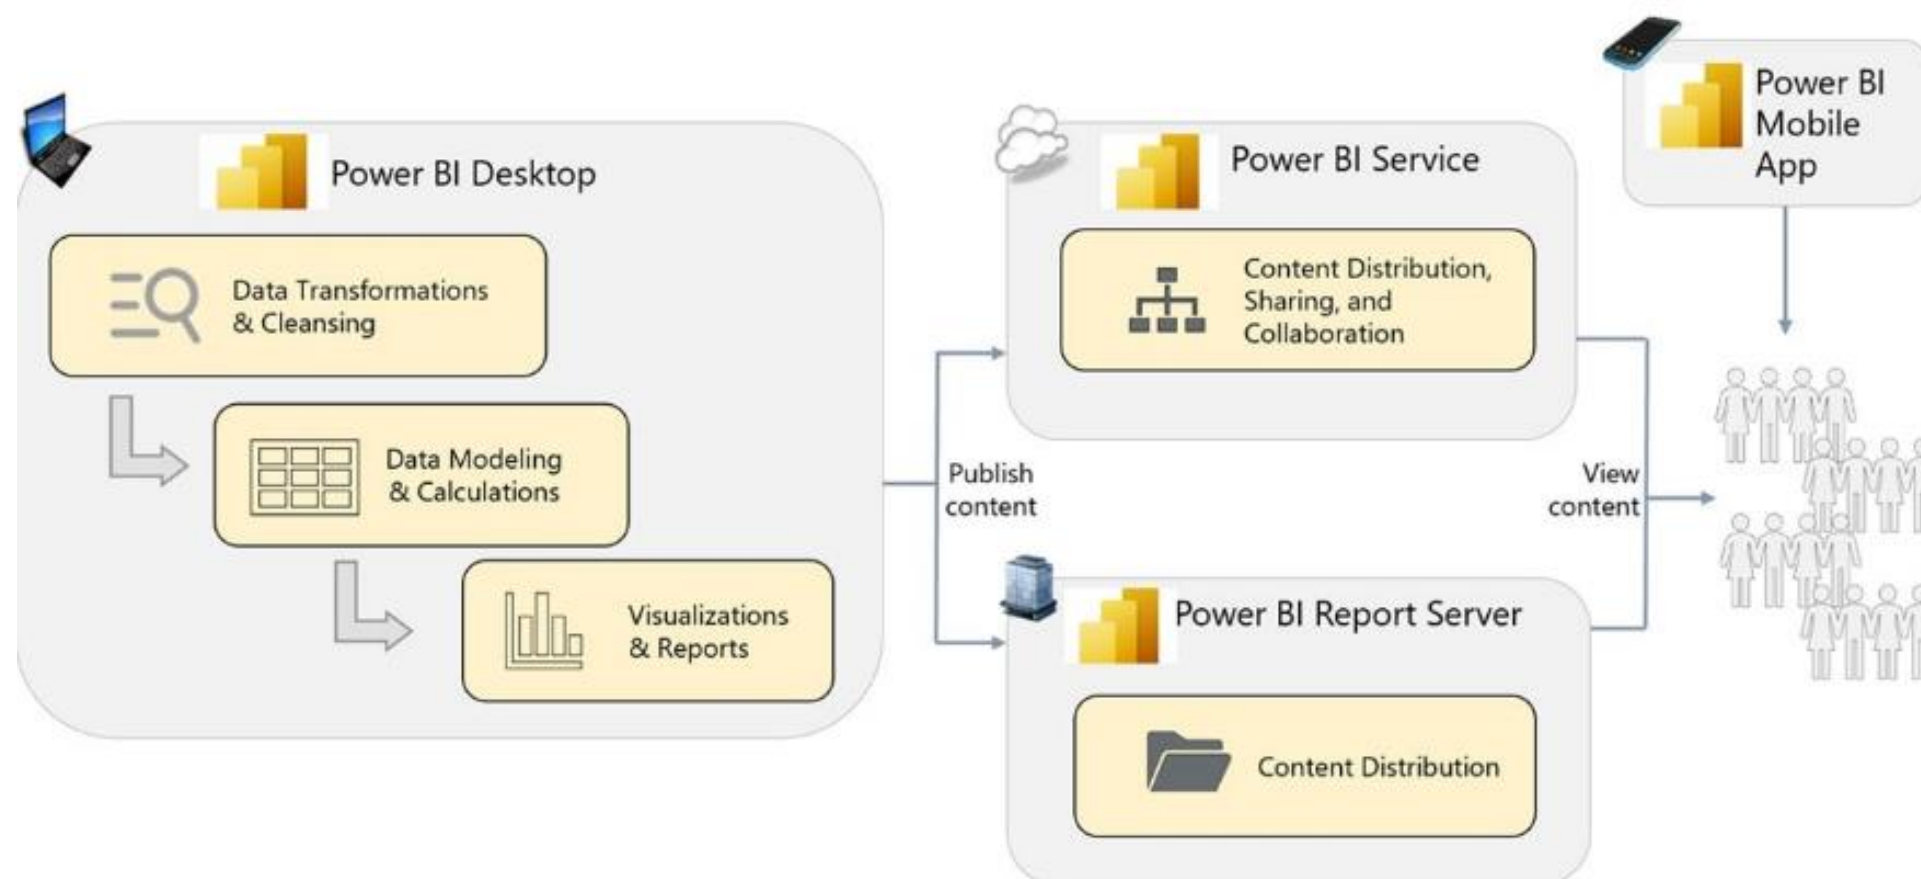 Power BI Desktop
Data Transformations
& Cleansing
Data Modeling
& Calculations
Visualizations
& Reports
Publish
content
Power BI Service
Content Distribution,
Sharing, and
Collaboration
Power BI Report Server
Content Distribution
View
content
Power BI
Mobile
App